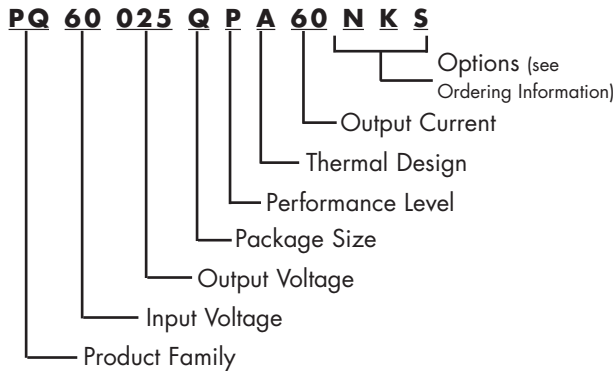 PQ 60 025 Q P A 60 N K S
Options (see
Ordering Information)
Output Current
Thermal Design
Performance Level
Package Size
Output Voltage
Input Voltage
Product Family